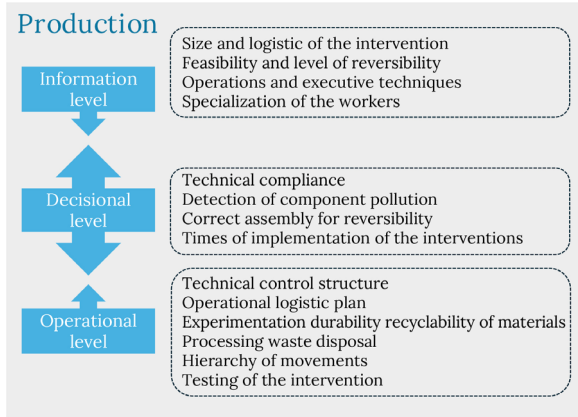 Production
Information
level
Size and logistic of the intervention
Feasibility and level of reversibility
Operations and executive techniques
Specialization of the workers
Decisional
level
Technical compliance
Detection of component pollution
Correct assembly for reversibility
Times of implementation of the interventions
Operational
level
Technical control structure
Operational logistic plan
Experimentation durability recyclability of materials
Processing waste disposal
Hierarchy of movements
Testing of the intervention